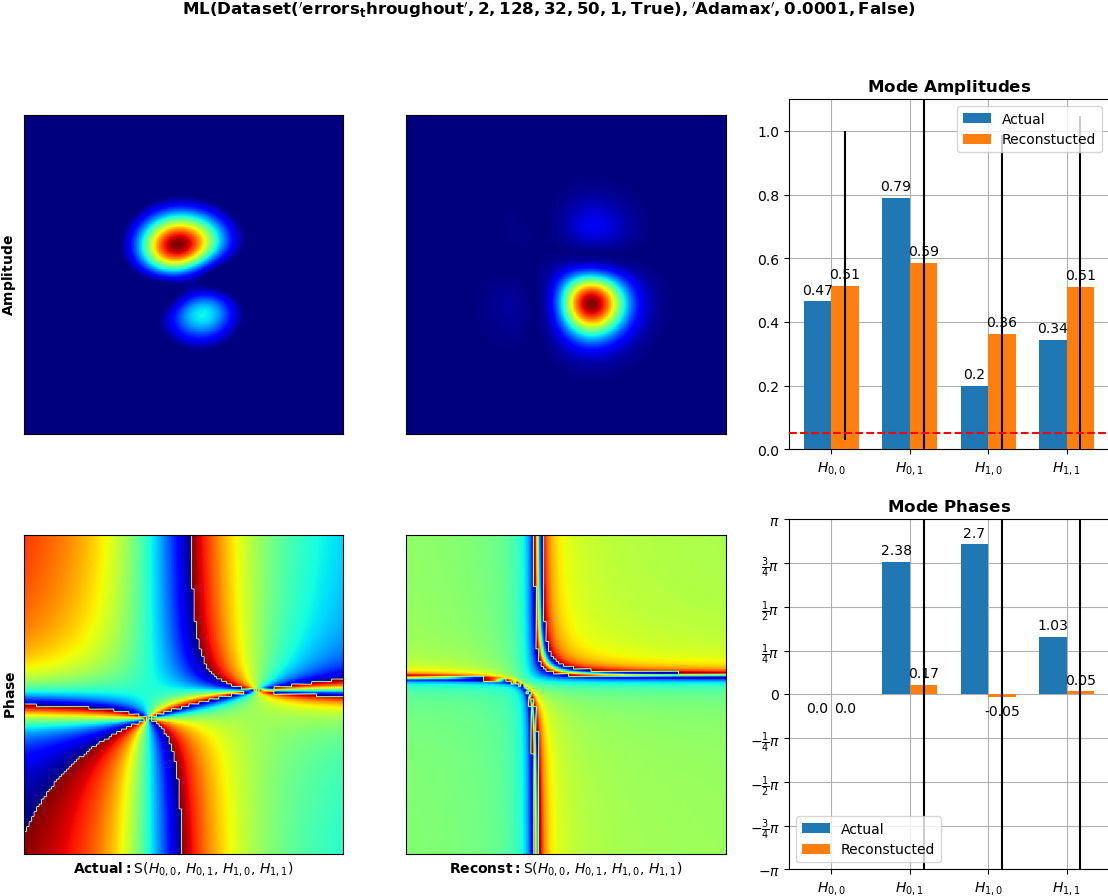 ML(Dataset('errors_throughout', 2, 128, 32, 50, 1, True), 'Adamax', 0.0001, False)
Amplitude
Mode Amplitudes
Actual
Reconstucted
1.0
0.8
0.6
0.4
0.2
0.0
0.47
0.51
0.79
0.59
0.2
0.36
0.34
0.51
H0,0
H0,1
H1,0
H1,1
Phase
Actual: S(H0,0, H0,1, H1,0, H1,1)
Reconst: S(H0,0, H0,1, H1,0, H1,1)
Mode Phases
π
3/4π
1/2π
1/4π
0
−1/4π
−1/2π
−3/4π
−π
0.0
0.0
2.38
0.17
2.7
-0.05
1.03
0.05
Actual
Reconstucted
H0,0
H0,1
H1,0
H1,1